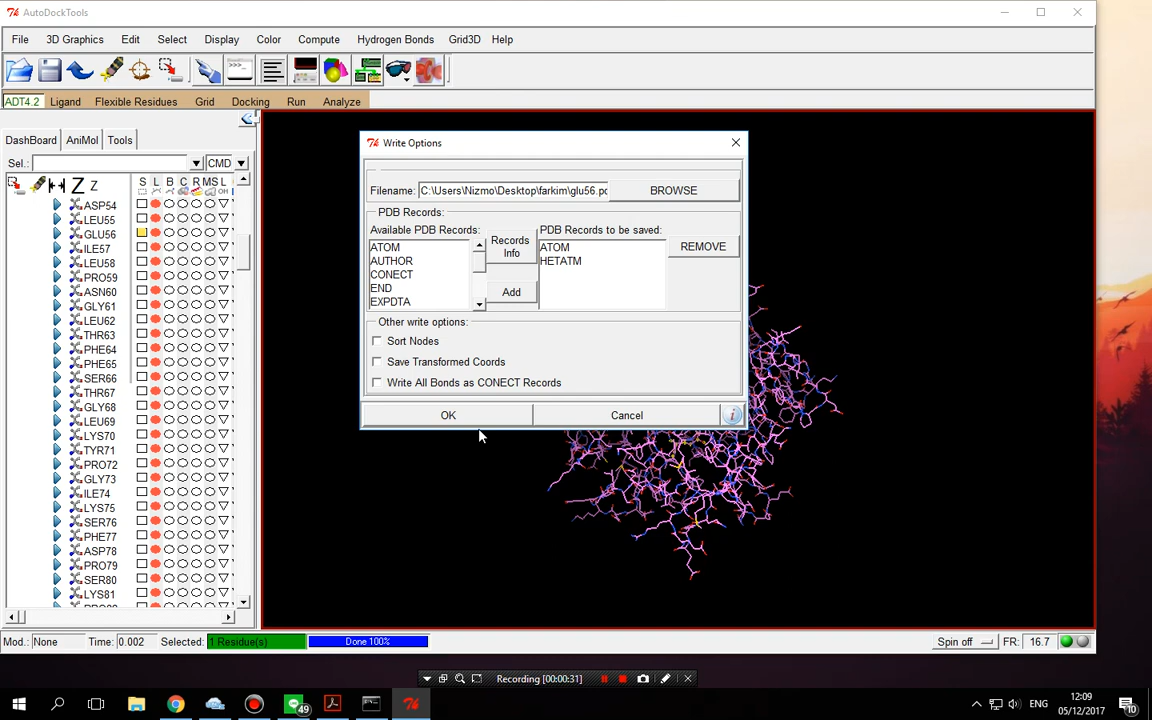 AutoDockTools
File 3D Graphics Edit Select Display Color Compute Hydrogen Bonds Grid3D Help
ADT4.2 Ligand Flexible Residues Grid Docking Run Analyze
DashBoard AniMol Tools
Sel.: CMD
S L B C R MS L
ASP54
LEU55
GLU56
ILE57
LEU58
PRO59
ASN60
GLY61
LEU62
THR63
PHE64
PHE65
SER66
THR67
GLY68
LEU69
LYS70
TYR71
PRO72
GLY73
ILE74
LYS75
SER76
PHE77
ASP78
PRO79
SER80
LYS81
Write Options
Filename: C:\Users\Nizmo\Desktop\farkim\glu56.pc BROWSE
PDB Records:
Available PDB Records: Records Info PDB Records to be saved:
ATOM ATOM REMOVE
AUTHOR HETATM
CONECT
END Add
EXPDTA
Other write options:
Sort Nodes
Save Transformed Coords
Write All Bonds as CONECT Records
OK Cancel
Mod.: None Time: 0.002 Selected: 1 Residue(s) Done 100% Spin off FR: 16.7
Recording [00:00:31]
49
ENG 12:09
05/12/2017 10